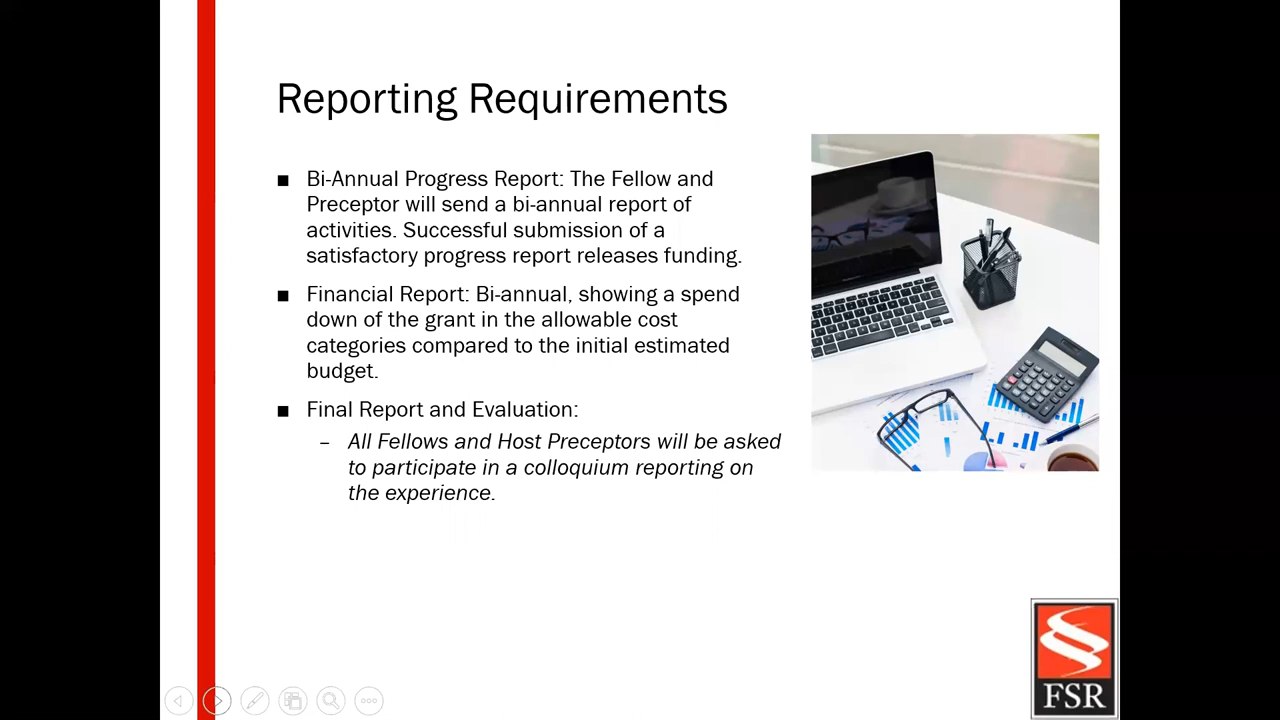 Reporting Requirements
■ Bi-Annual Progress Report: The Fellow and
Preceptor will send a bi-annual report of
activities. Successful submission of a
satisfactory progress report releases funding.
■ Financial Report: Bi-annual, showing a spend
down of the grant in the allowable cost
categories compared to the initial estimated
budget.
■ Final Report and Evaluation:
– All Fellows and Host Preceptors will be asked
to participate in a colloquium reporting on
the experience.
FSR